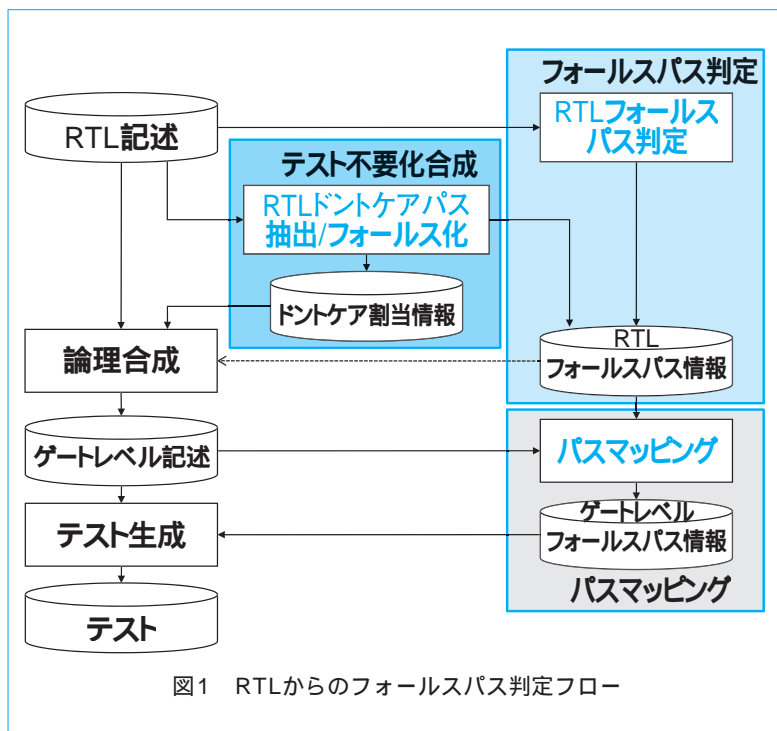 フォールスパス判定
RTL記述
RTLフォールス
パス判定
テスト不要化合成
RTLドントケアパス
抽出/フォールス化
ドントケア割当情報
論理合成
RTL
フォールスパス情報
ゲートレベル記述
パスマッピング
テスト生成
ゲートレベル
フォールスパス情報
パスマッピング
テスト
図1 RTLからのフォールスパス判定フロー